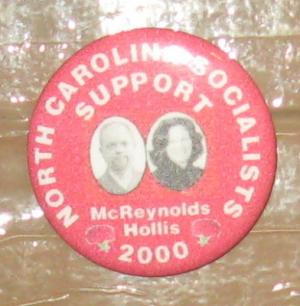 NORTH CAROLINA SOCIALISTS
SUPPORT
McReynolds
Hollis
2000